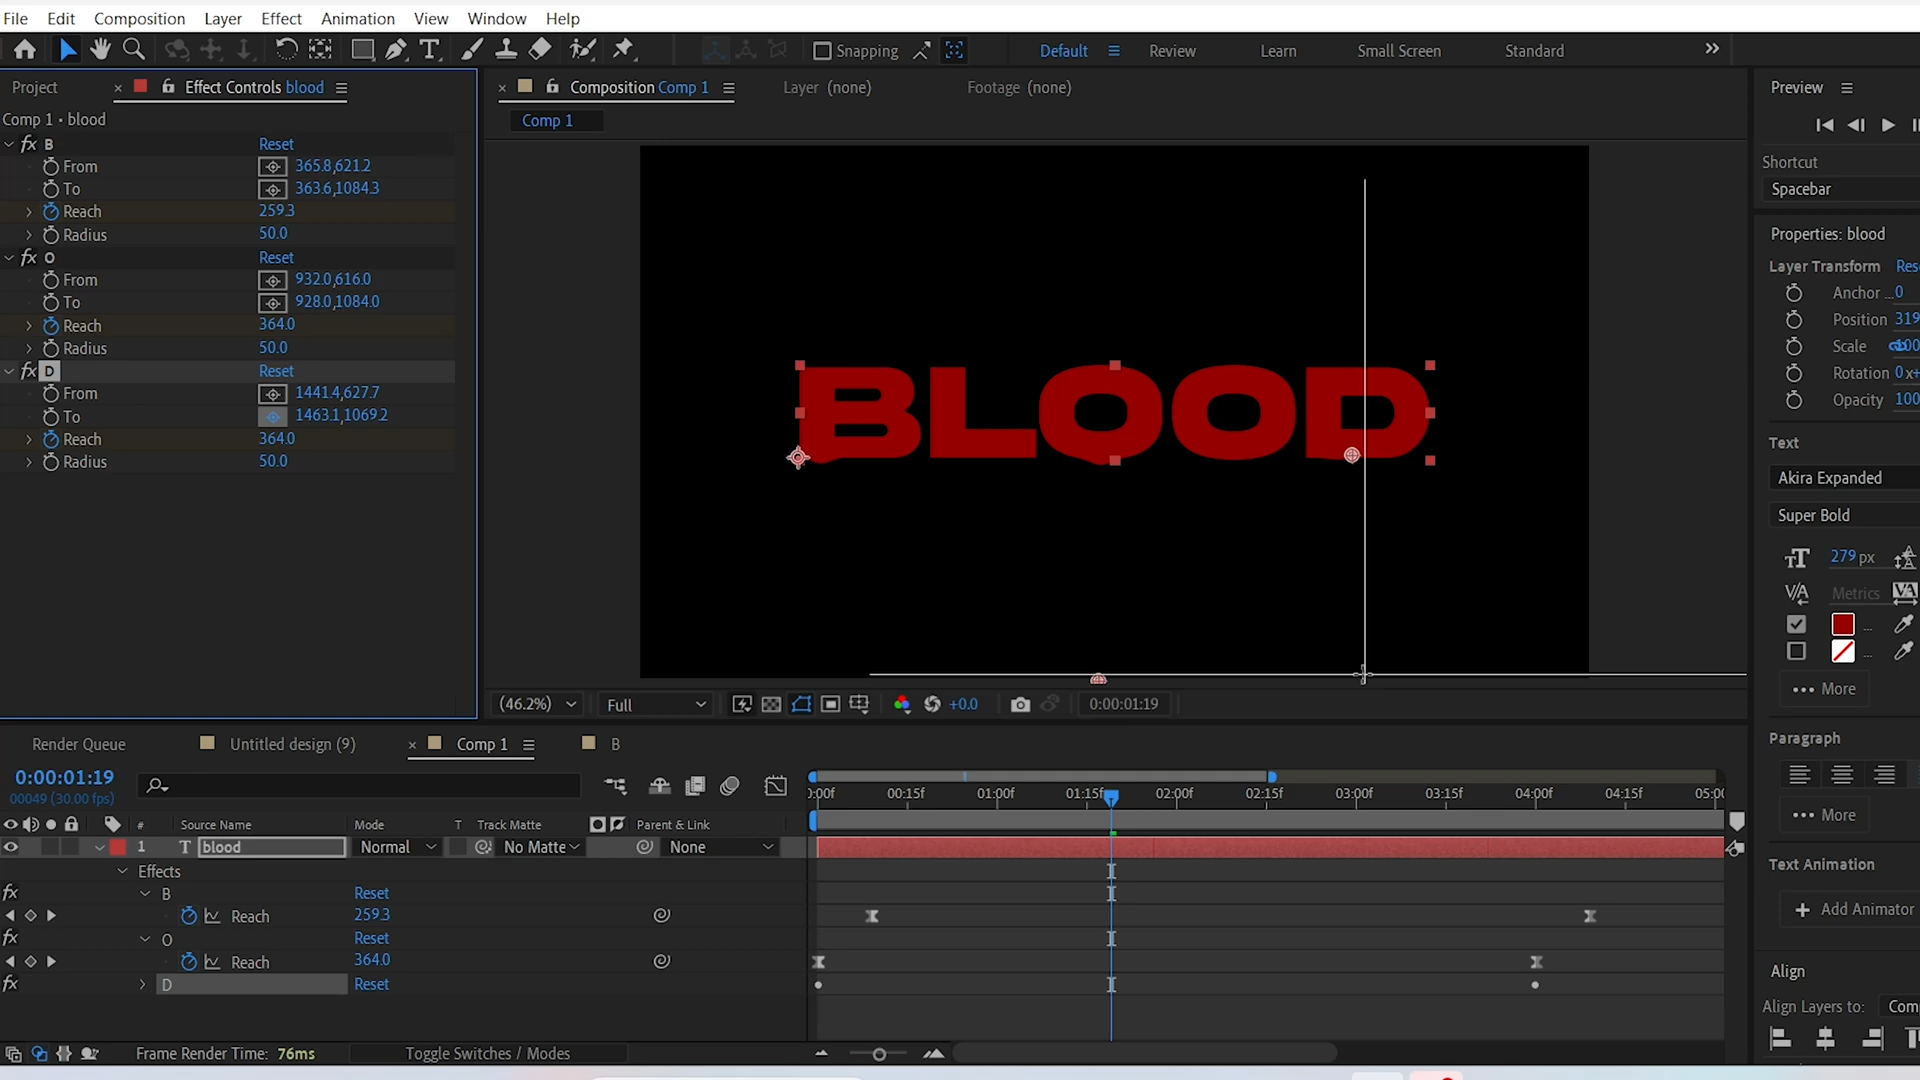 File Edit Composition Layer Effect Animation View Window Help
Snapping Default Review Learn Small Screen Standard
Project Effect Controls blood
Comp 1 • blood
fx B Reset
From 365.8,621.2
To 363.6,1084.3
Reach 259.3
Radius 50.0
fx O Reset
From 932.0,616.0
To 928.0,1084.0
Reach 364.0
Radius 50.0
fx D Reset
From 1441.4,627.7
To 1463.1,1069.2
Reach 364.0
Radius 50.0
Composition Comp 1 Layer (none) Footage (none)
Comp 1
BLOOD
(46.2%) Full +0.0 0:00:01:19
Preview
Shortcut
Spacebar
Properties: blood
Layer Transform
Anchor ...0
Position 319
Scale 100
Rotation 0x+
Opacity 100
Text
Akira Expanded
Super Bold
279 px
Metrics
... More
Paragraph
... More
Text Animation
+ Add Animator
Align
Align Layers to:
Render Queue Untitled design (9) Comp 1 B
0:00:01:19
00049 (30.00 fps)
0:00f 00:15f 01:00f 01:15f 02:00f 02:15f 03:00f 03:15f 04:00f 04:15f
# Source Name Mode T Track Matte Parent & Link
1 T blood Normal No Matte None
Effects
fx B Reset
Reach 259.3
fx O Reset
Reach 364.0
fx D Reset
Frame Render Time: 76ms Toggle Switches / Modes